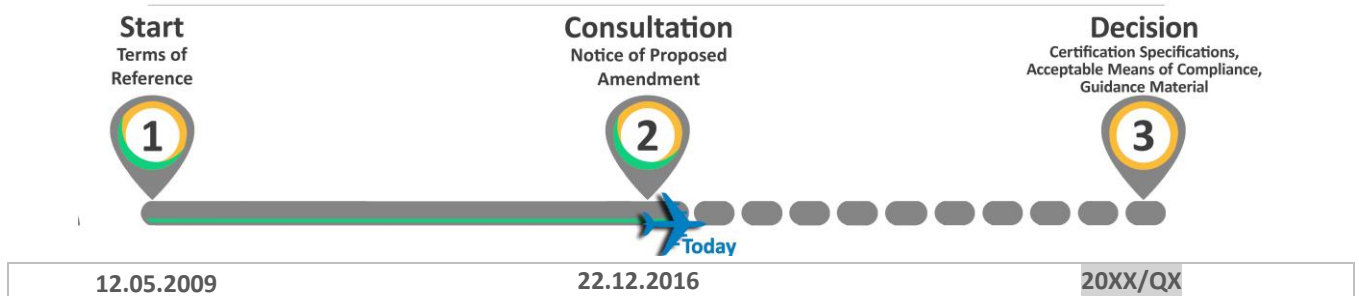 Start
Terms of
Reference
Consultation
Notice of Proposed
Amendment
Decision
Certification Specifications,
Acceptable Means of Compliance,
Guidance Material
1
2
3
Today
12.05.2009
22.12.2016
20XX/QX